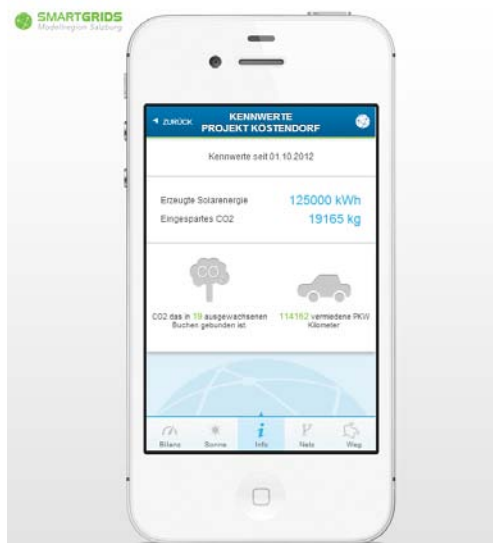 SMARTGRIDS
Modellregion Salzburg
ZURÜCK
KENNWERTE
PROJEKT KÖSTENDORF
Kennwerte seit 01.10.2012
Erzeugte Solarenergie 125000 kWh
Eingespartes CO2 19165 kg
CO2
CO2 das in 19 ausgewachsenen
Buchen gebunden ist.
114162 vermiedene PKW
Kilometer
Bilanz Sonne i Info Netz Weg